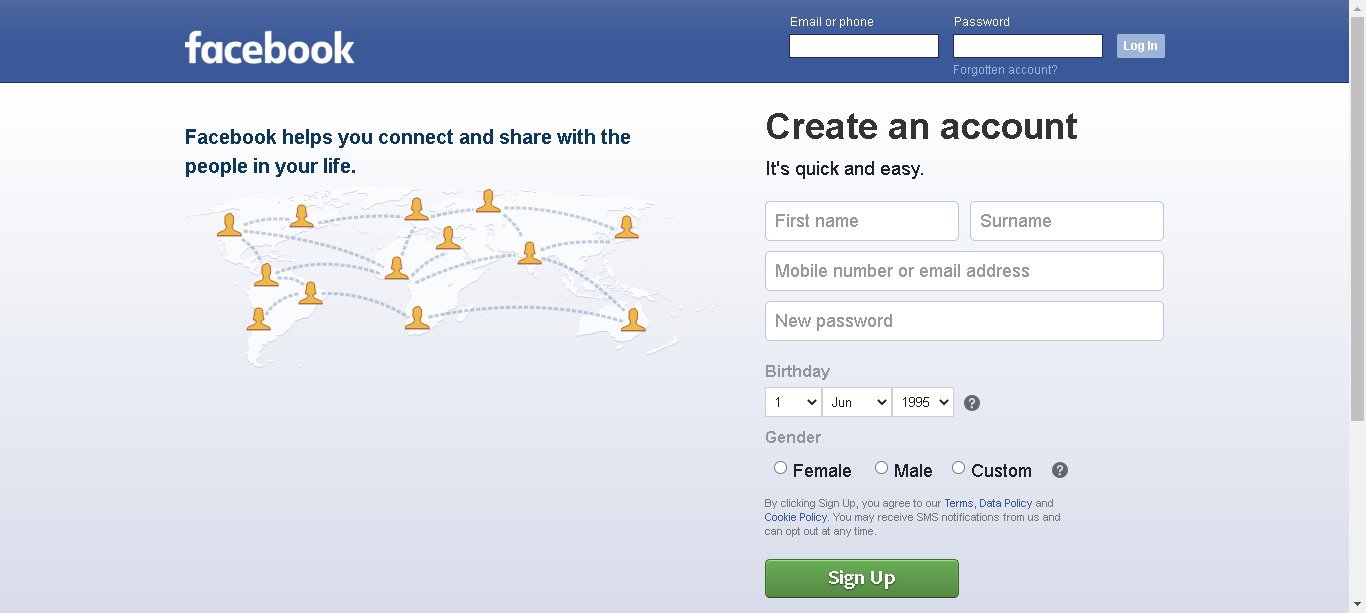 facebook
Email or phone
Password
Log In
Forgotten account?
Facebook helps you connect and share with the
people in your life.
Create an account
It's quick and easy.
First name
Surname
Mobile number or email address
New password
Birthday
1 Jun 1995 ?
Gender
Female Male Custom ?
By clicking Sign Up, you agree to our Terms, Data Policy and
Cookie Policy. You may receive SMS notifications from us and
can opt out at any time.
Sign Up